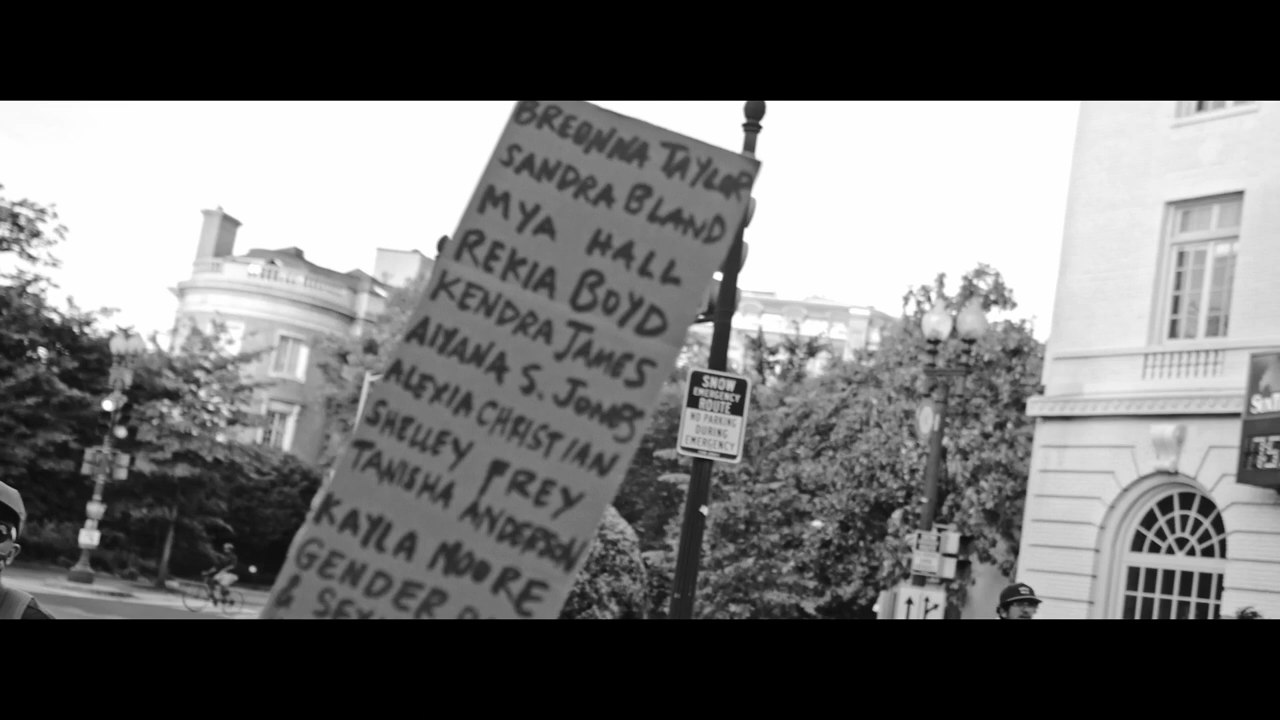 BREONNA TAYLOR
SANDRA BLAND
MYA HALL
REKIA BOYD
KENDRA JAMES
AIYANA S. JONES
ALEXIA CHRISTIAN
SHELLEY FREY
TANISHA ANDERSON
KAYLA MOORE
GENDER
&
SNOW
EMERGENCY
ROUTE
NO PARKING
DURING
EMERGENCY